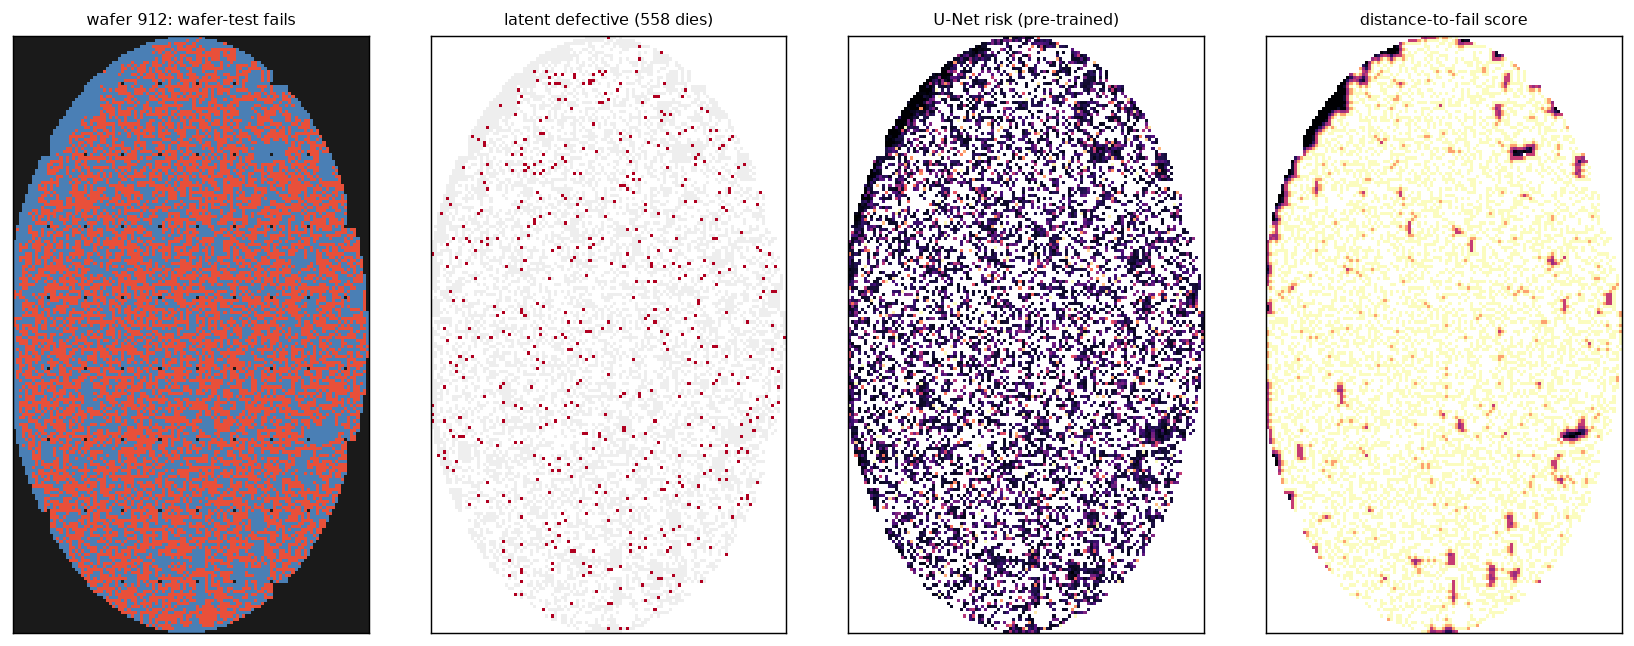 wafer 912: wafer-test fails
latent defective (558 dies)
U-Net risk (pre-trained)
distance-to-fail score